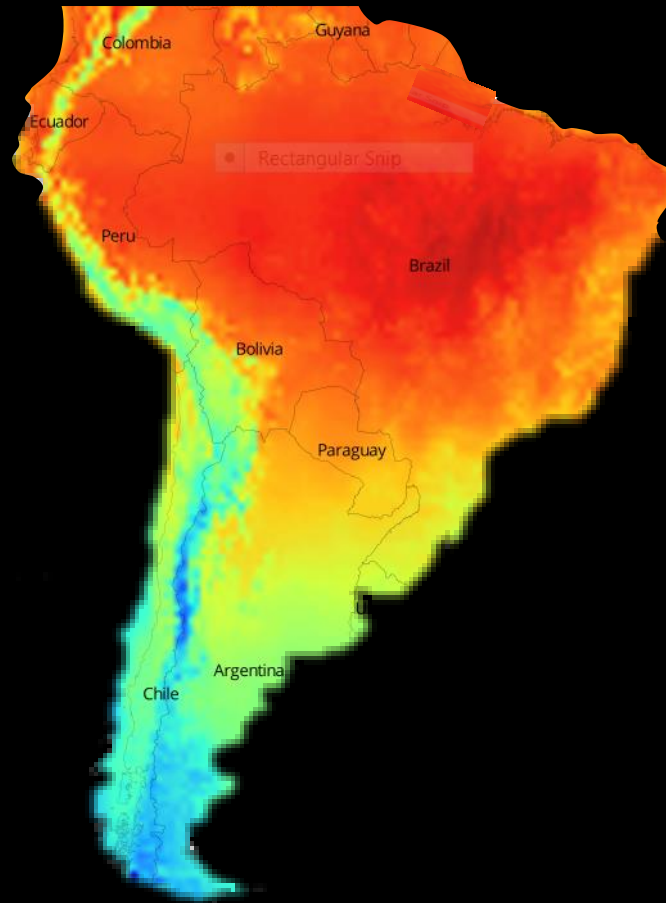 Guyana
Colombia
Ecuador
Rectangular Snip
Peru
Brazil
Bolivia
Paraguay
U
Argentina
Chile